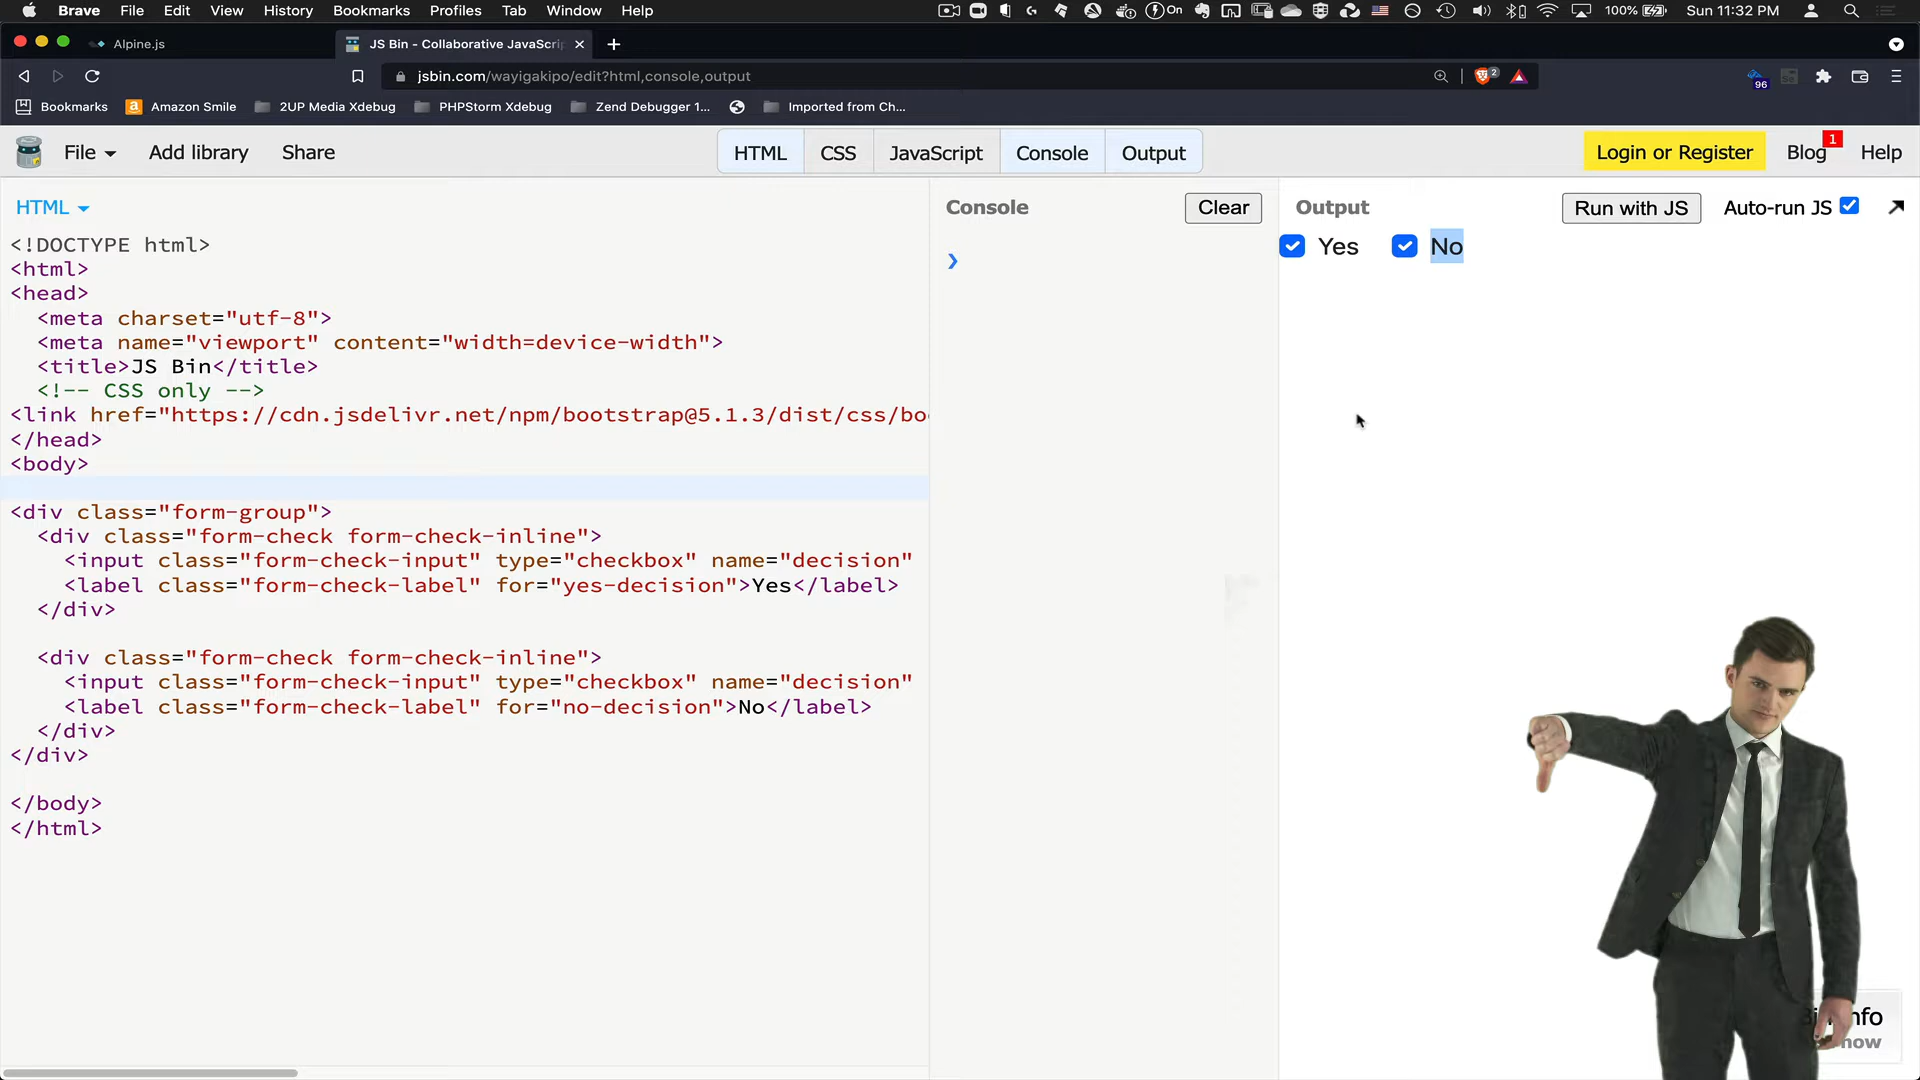 Brave File Edit View History Bookmarks Profiles Tab Window Help On 100% Sun 11:32 PM
Alpine.js JS Bin - Collaborative JavaScri
jsbin.com/wayigakipo/edit?html,console,output 2 96
Bookmarks Amazon Smile 2UP Media Xdebug PHPStorm Xdebug Zend Debugger 1... Imported from Ch...
File Add library Share HTML CSS JavaScript Console Output Login or Register Blog 1 Help
HTML
Console Clear
Output Run with JS Auto-run JS
<!DOCTYPE html>
<html>
<head>
<meta charset="utf-8">
<meta name="viewport" content="width=device-width">
<title>JS Bin</title>
<!-- CSS only -->
<link href="https://cdn.jsdelivr.net/npm/bootstrap@5.1.3/dist/css/bo
</head>
<body>
<div class="form-group">
<div class="form-check form-check-inline">
<input class="form-check-input" type="checkbox" name="decision"
<label class="form-check-label" for="yes-decision">Yes</label>
</div>
<div class="form-check form-check-inline">
<input class="form-check-input" type="checkbox" name="decision"
<label class="form-check-label" for="no-decision">No</label>
</div>
</div>
</body>
</html>
❯
Yes No
now